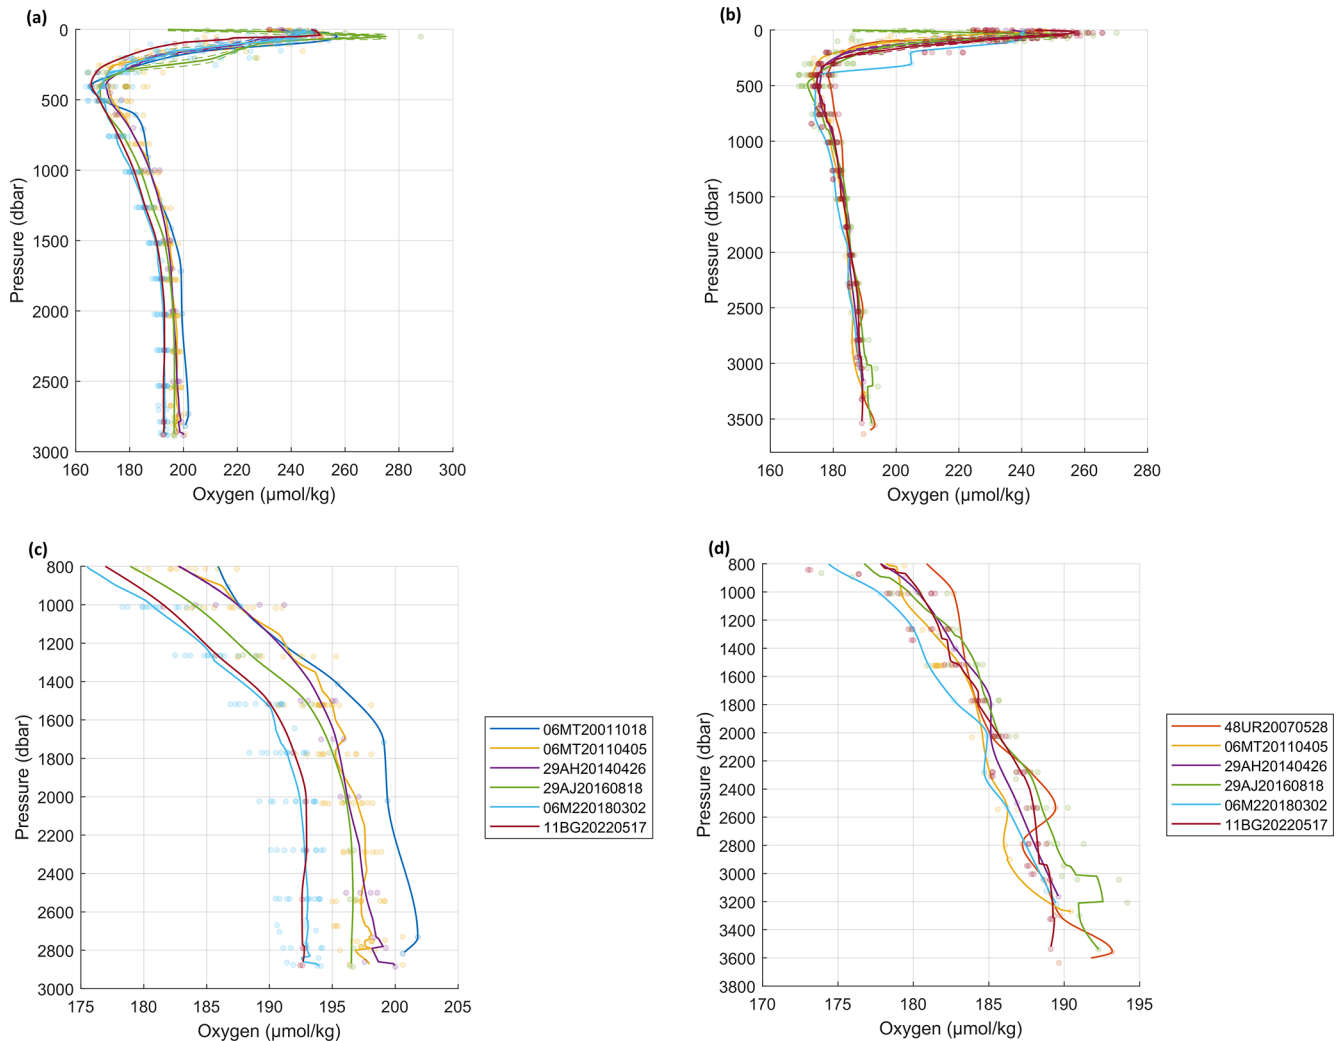 (a)
0
500
1000
1500
2000
2500
3000
Pressure (dbar)
160 180 200 220 240 260 280 300
Oxygen (µmol/kg)
(b)
0
500
1000
1500
2000
2500
3000
3500
Pressure (dbar)
160 180 200 220 240 260 280
Oxygen (µmol/kg)
(c)
800
1000
1200
1400
1600
1800
2000
2200
2400
2600
2800
3000
Pressure (dbar)
175 180 185 190 195 200 205
Oxygen (µmol/kg)
06MT20011018
06MT20110405
29AH20140426
29AJ20160818
06M220180302
11BG20220517
(d)
800
1000
1200
1400
1600
1800
2000
2200
2400
2600
2800
3000
3200
3400
3600
3800
Pressure (dbar)
170 175 180 185 190 195
Oxygen (µmol/kg)
48UR20070528
06MT20110405
29AH20140426
29AJ20160818
06M220180302
11BG20220517